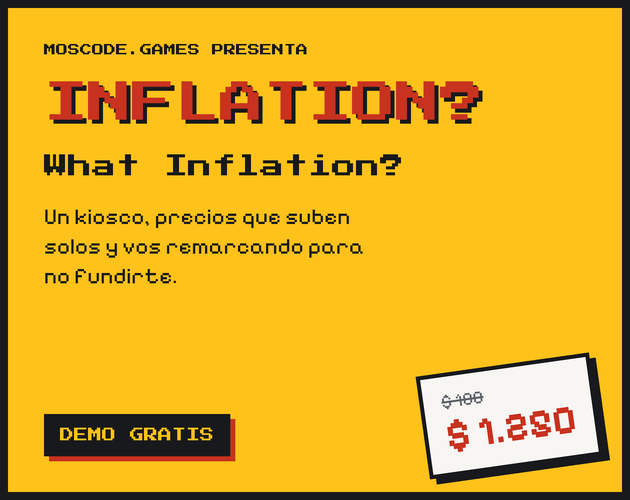 MOSCODE.GAMES PRESENTA
INFLATION?
What Inflation?
Un kiosco, precios que suben
solos y vos remarcando para
no fundirte.
DEMO GRATIS
$ 100
$ 1.280